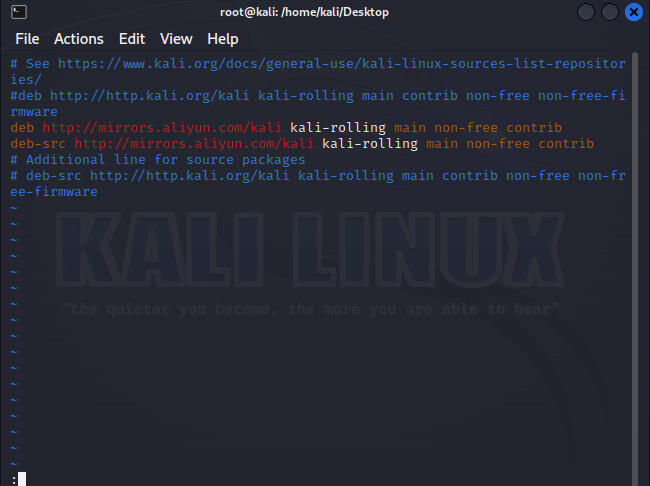 root@kali: /home/kali/Desktop
File Actions Edit View Help
# See https://www.kali.org/docs/general-use/kali-linux-sources-list-repositor
ies/
#deb http://http.kali.org/kali kali-rolling main contrib non-free non-free-fi
rmware
deb http://mirrors.aliyun.com/kali kali-rolling main non-free contrib
deb-src http://mirrors.aliyun.com/kali kali-rolling main non-free contrib
# Additional line for source packages
# deb-src http://http.kali.org/kali kali-rolling main contrib non-free non-fr
ee-firmware
~
~
KALI LINUX
~
~
~
~
~
"the quieter you become, the more you are able to hear"
~
~
~
~
~
~
~
~
~
~
: